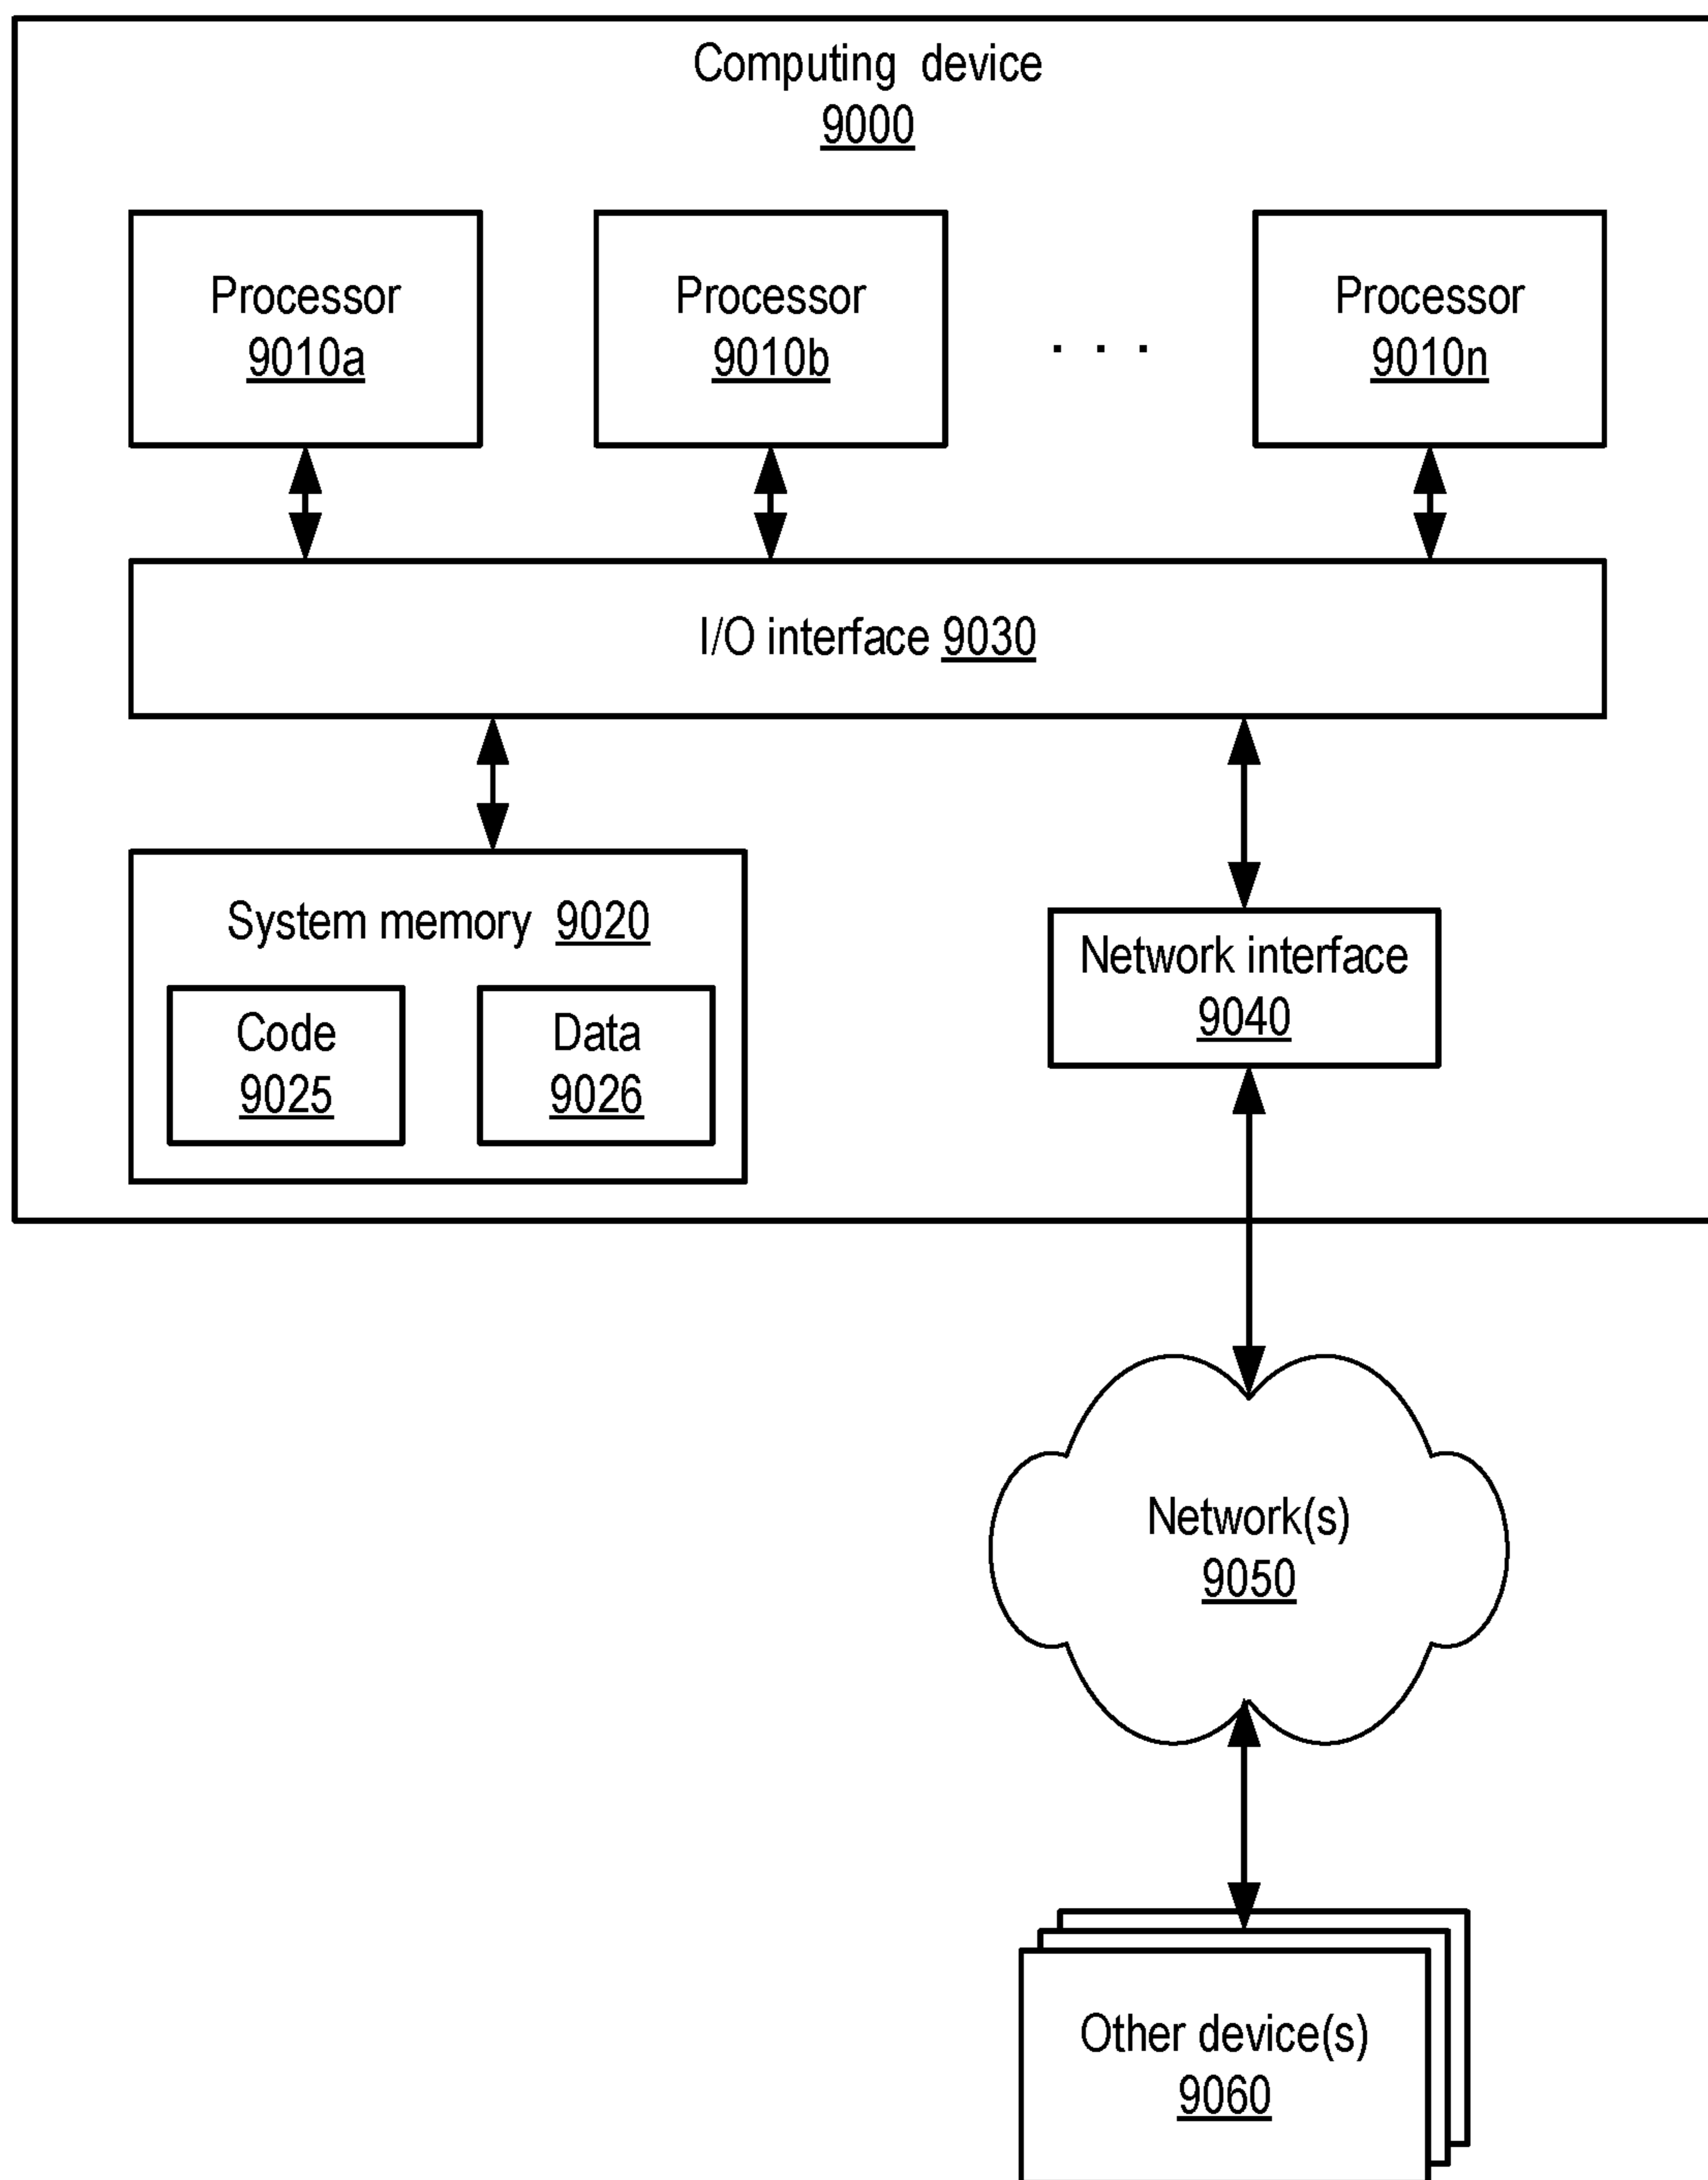 Computing device
9000
Processor
9010a
Processor
9010b
. . .
Processor
9010n
I/O interface 9030
System memory 9020
Code
9025
Data
9026
Network interface
9040
Network(s)
9050
Other device(s)
9060